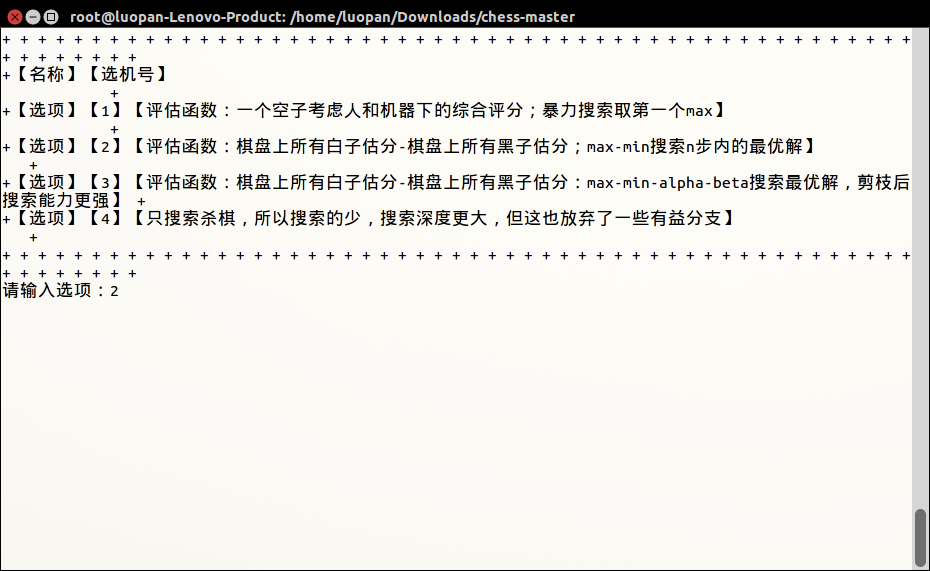 root@luopan-Lenovo-Product: /home/luopan/Downloads/chess-master
+ + + + + + + + + + + + + + + + + + + + + + + + + + + + + + + + + + + + + + + + + + + + + + + + + + +
+ + + + + + + +
+【名称】【选机号】
+
+【选项】【1】【评估函数：一个空子考虑人和机器下的综合评分；暴力搜索取第一个max】
+
+【选项】【2】【评估函数：棋盘上所有白子估分-棋盘上所有黑子估分；max-min搜索n步内的最优解】
+
+【选项】【3】【评估函数：棋盘上所有白子估分-棋盘上所有黑子估分：max-min-alpha-beta搜索最优解，剪枝后
搜索能力更强】 +
+【选项】【4】【只搜索杀棋，所以搜索的少，搜索深度更大，但这也放弃了一些有益分支】
+
+ + + + + + + + + + + + + + + + + + + + + + + + + + + + + + + + + + + + + + + + + + + + + + + + + + +
+ + + + + + + +
请输入选项：2